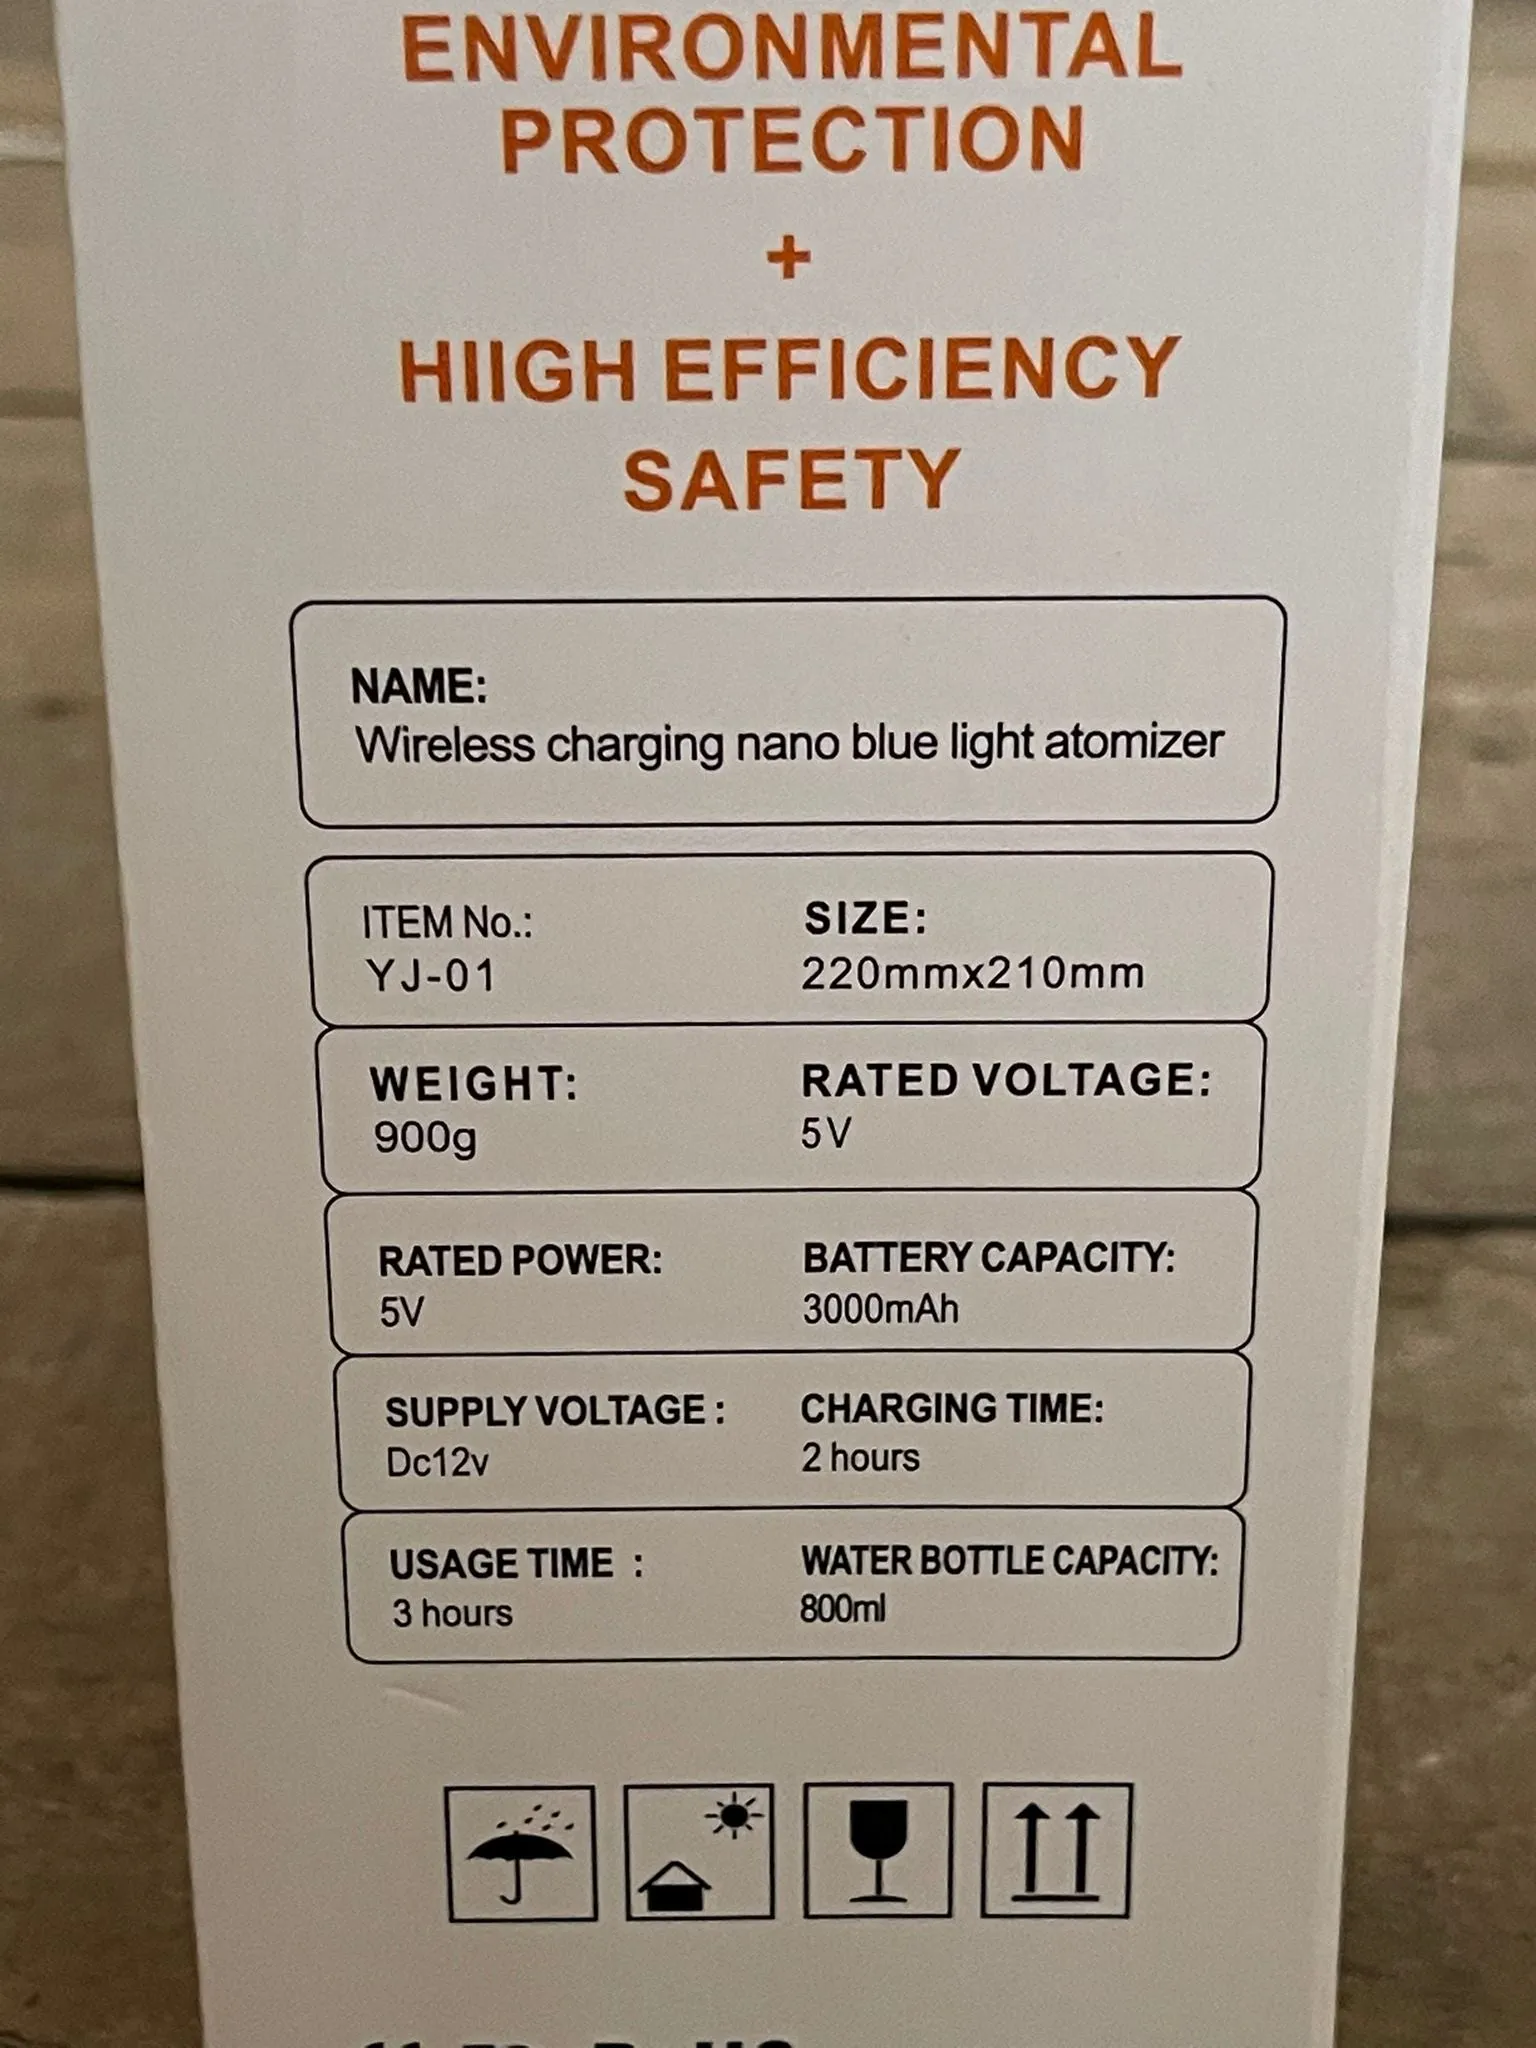 ENVIRONMENTAL
PROTECTION
+
HIIGH EFFICIENCY
SAFETY
NAME:
Wireless charging nano blue light atomizer
ITEM No.:
YJ-01
SIZE:
220mmx210mm
WEIGHT:
900g
RATED VOLTAGE:
5V
RATED POWER:
5V
BATTERY CAPACITY:
3000mAh
SUPPLY VOLTAGE :
Dc12v
CHARGING TIME:
2 hours
USAGE TIME :
3 hours
WATER BOTTLE CAPACITY:
800ml